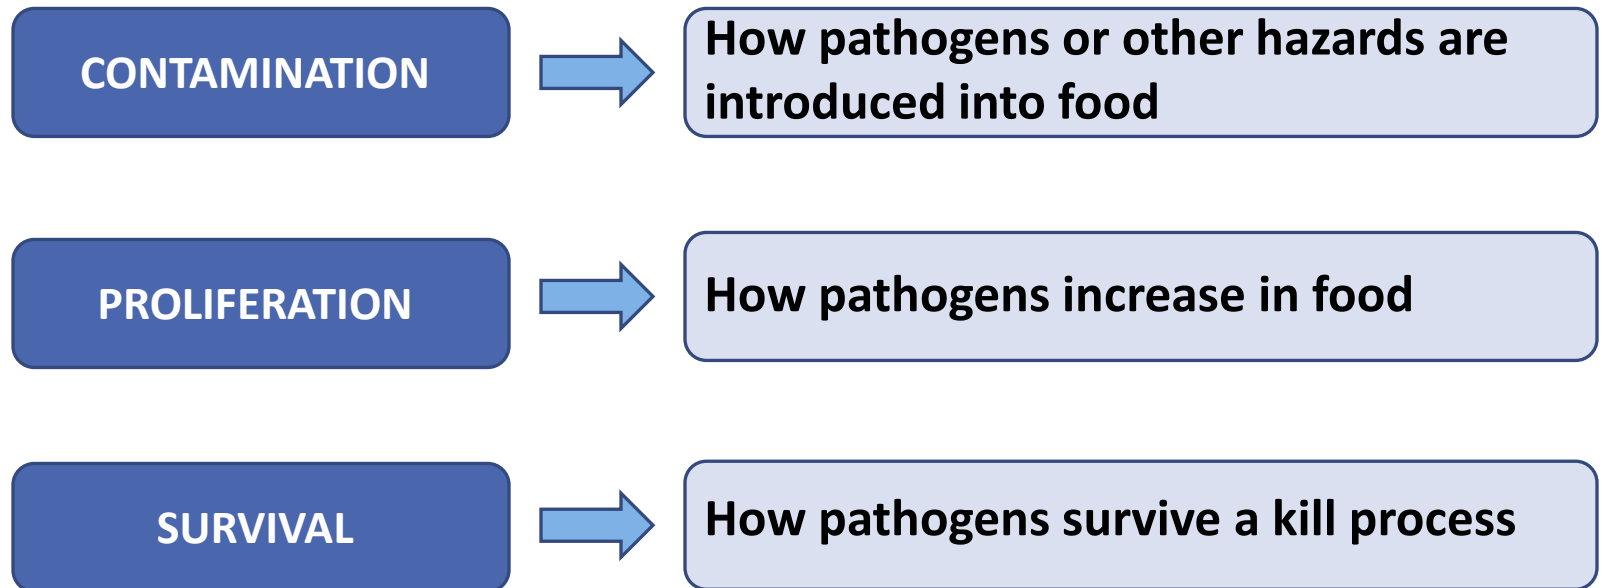 CONTAMINATION
How pathogens or other hazards are
introduced into food
PROLIFERATION
How pathogens increase in food
SURVIVAL
How pathogens survive a kill process